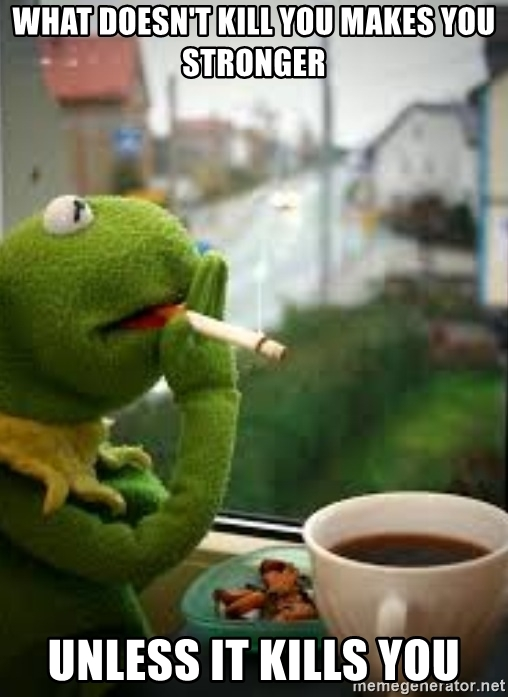 WHAT DOESN'T KILL YOU MAKES YOU
STRONGER
UNLESS IT KILLS YOU
memegenerator.net